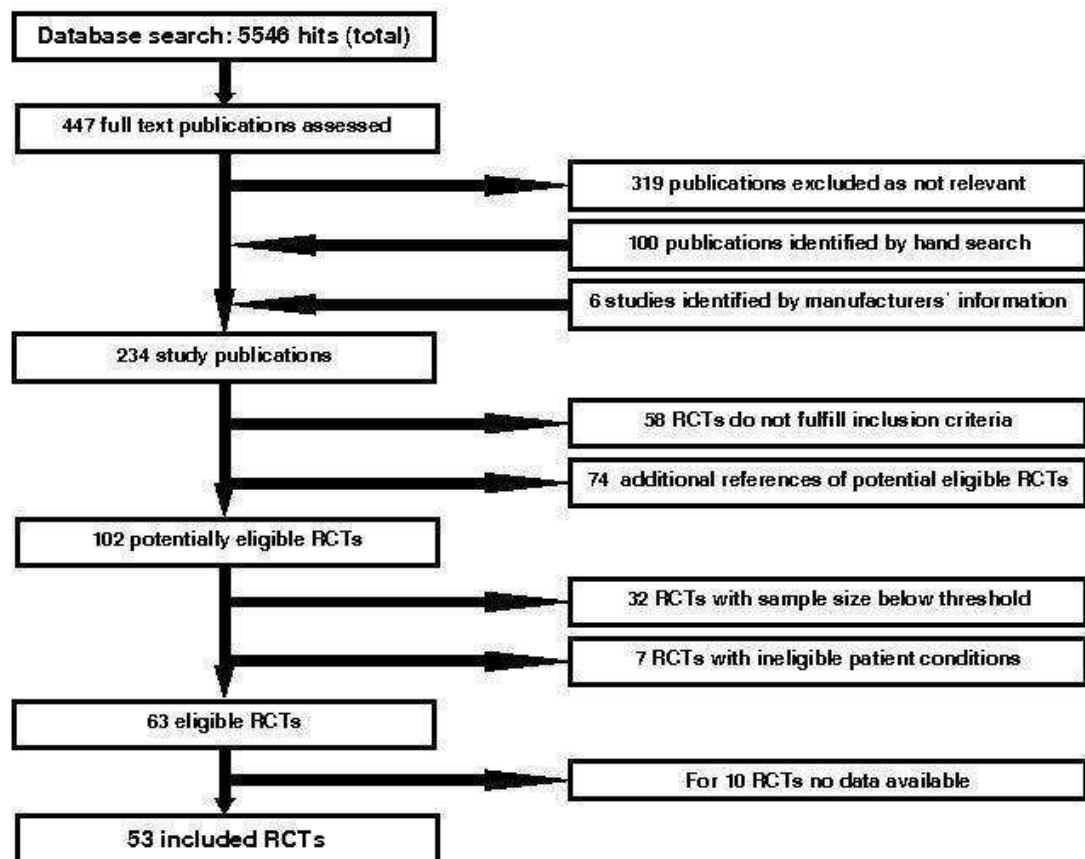 Database search: 5546 hits (total)
447 full text publications assessed
319 publications excluded as not relevant
100 publications identified by hand search
6 studies identified by manufacturers' information
234 study publications
58 RCTs do not fulfill inclusion criteria
74 additional references of potential eligible RCTs
102 potentially eligible RCTs
32 RCTs with sample size below threshold
7 RCTs with ineligible patient conditions
63 eligible RCTs
For 10 RCTs no data available
53 included RCTs